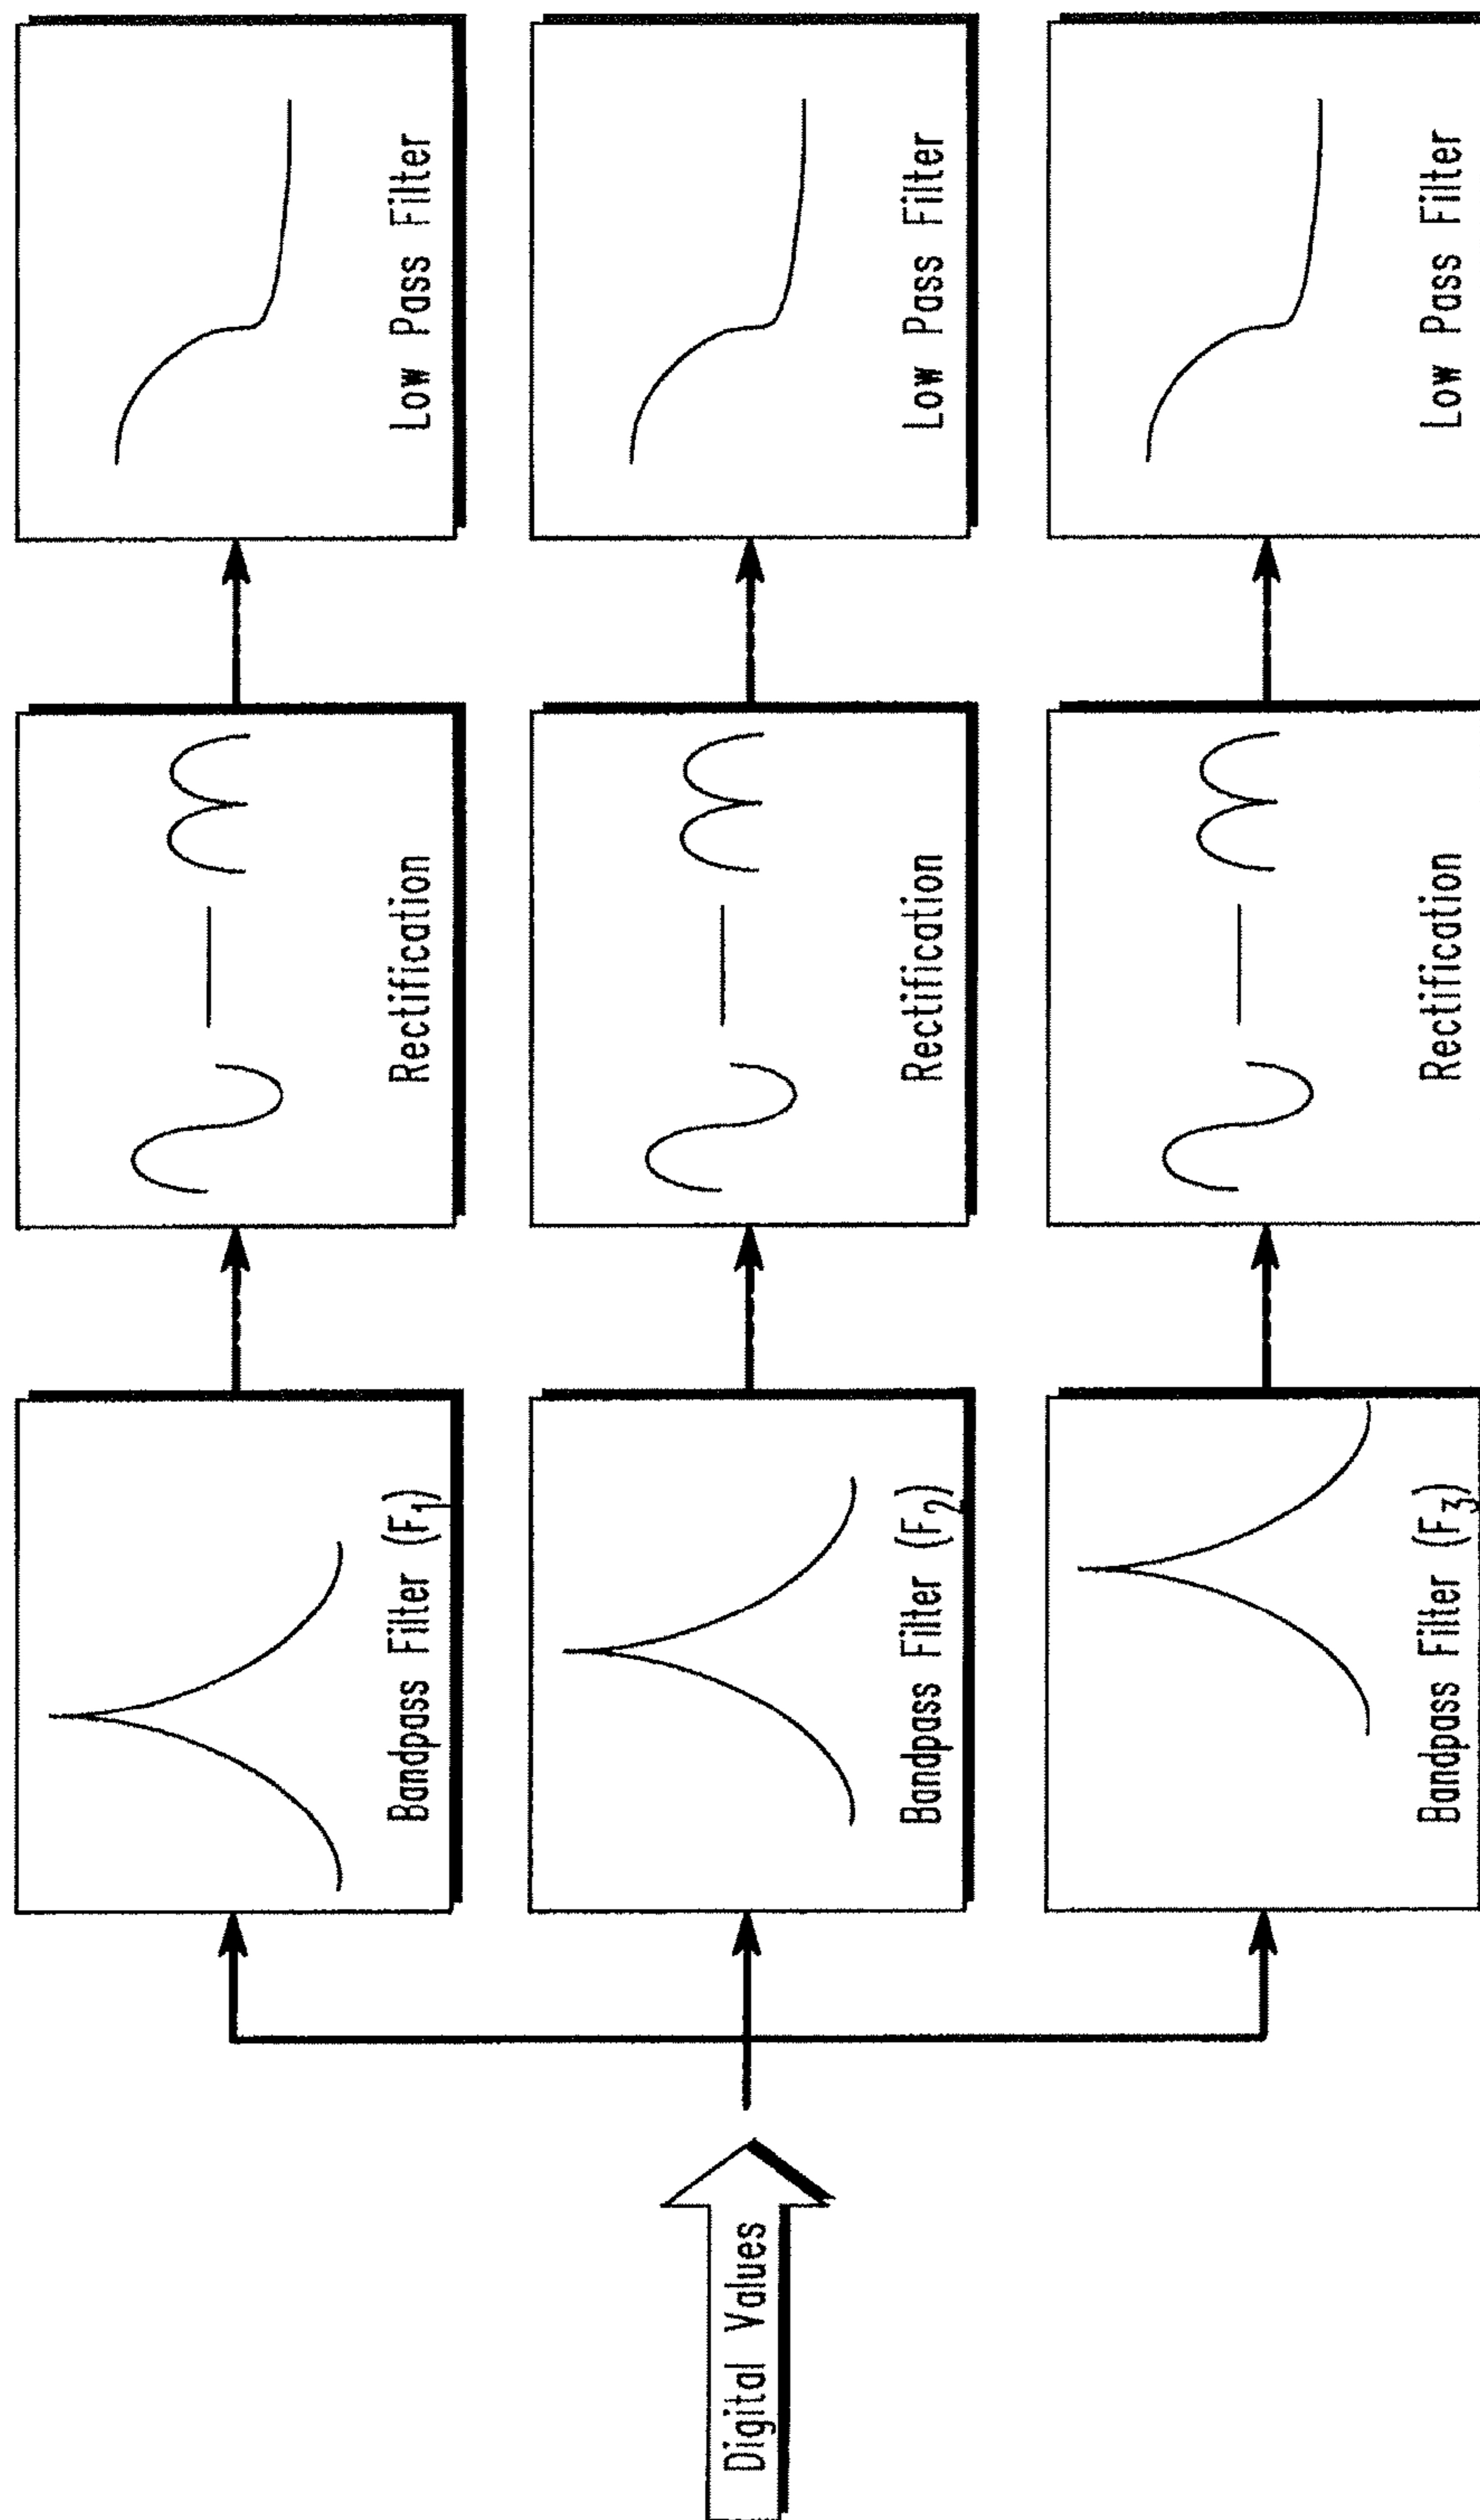 Digital Values
Bandpass Filter (F₁)
Rectification
Low Pass Filter
Bandpass Filter (F₂)
Rectification
Low Pass Filter
Bandpass Filter (F₃)
Rectification
Low Pass Filter